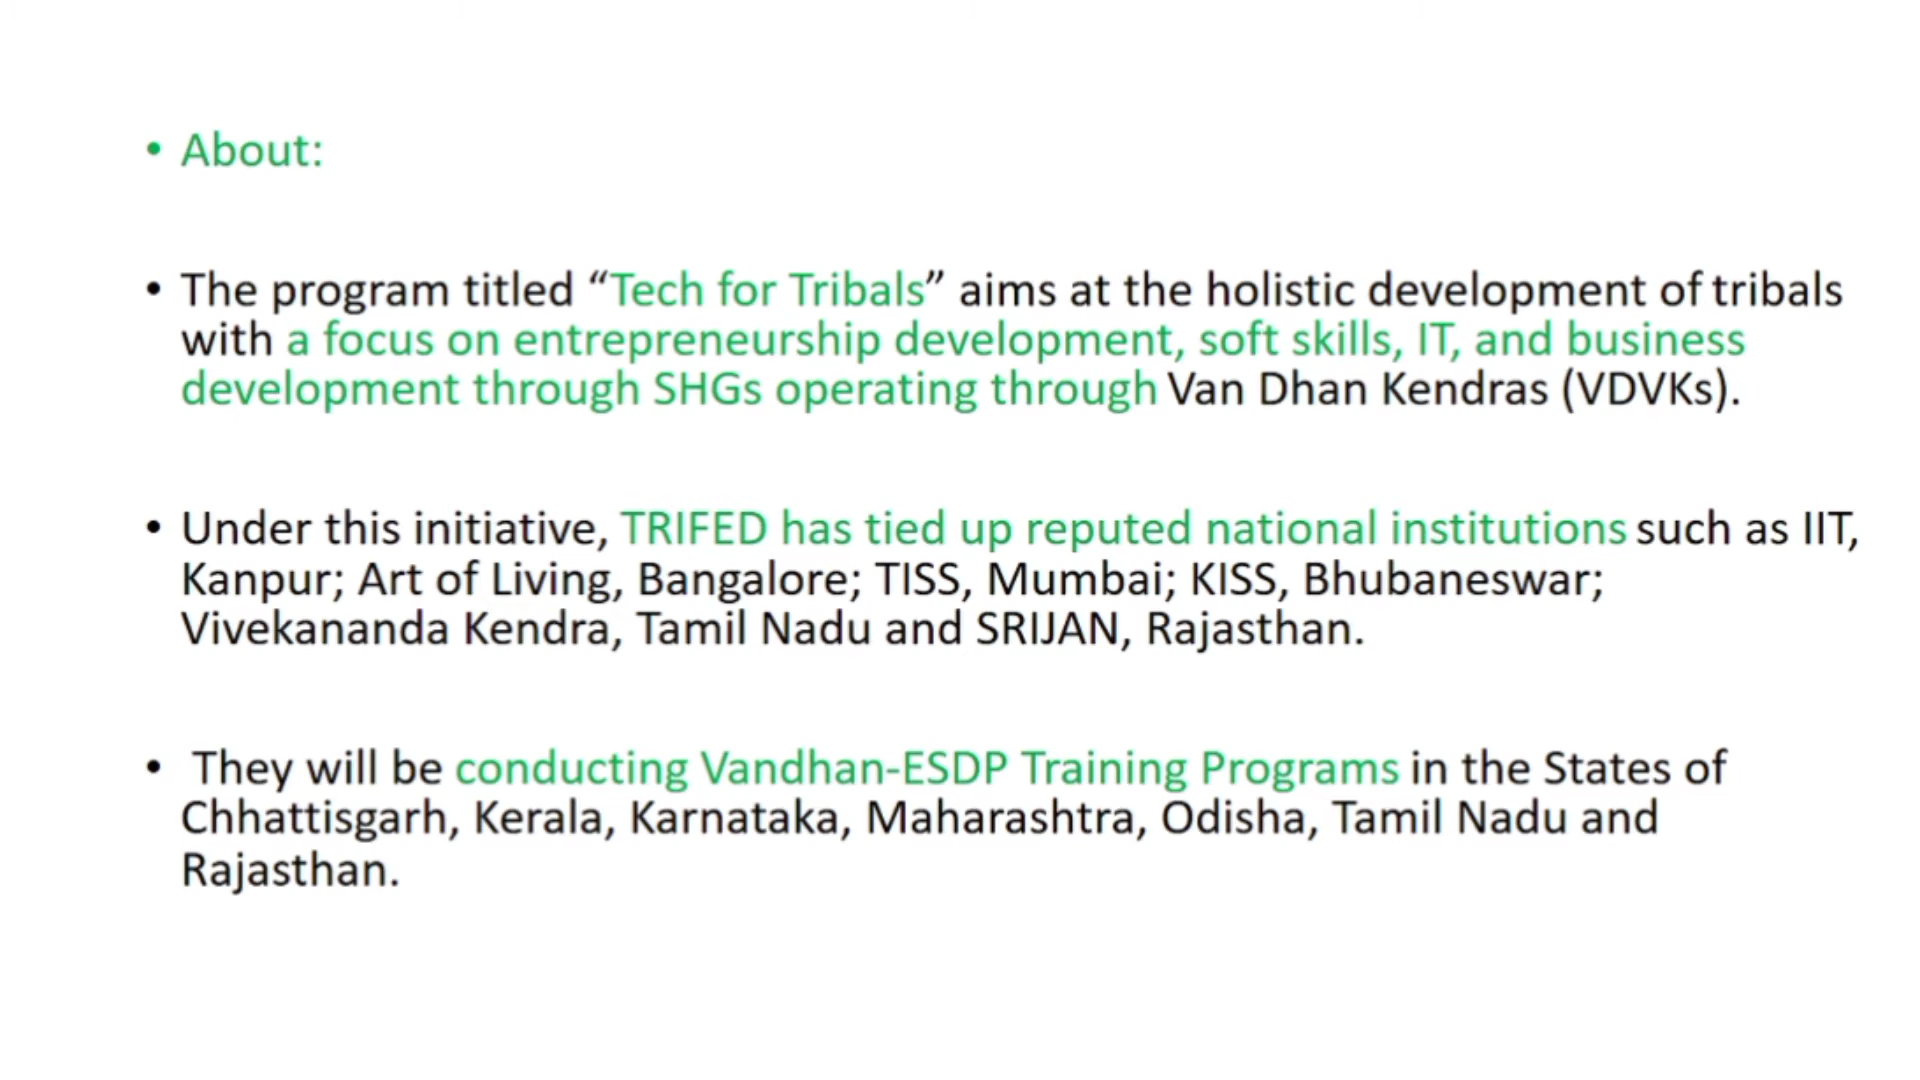 • About:
• The program titled “Tech for Tribals” aims at the holistic development of tribals
with a focus on entrepreneurship development, soft skills, IT, and business
development through SHGs operating through Van Dhan Kendras (VDVKs).
• Under this initiative, TRIFED has tied up reputed national institutions such as IIT,
Kanpur; Art of Living, Bangalore; TISS, Mumbai; KISS, Bhubaneswar;
Vivekananda Kendra, Tamil Nadu and SRIJAN, Rajasthan.
• They will be conducting Vandhan-ESDP Training Programs in the States of
Chhattisgarh, Kerala, Karnataka, Maharashtra, Odisha, Tamil Nadu and
Rajasthan.